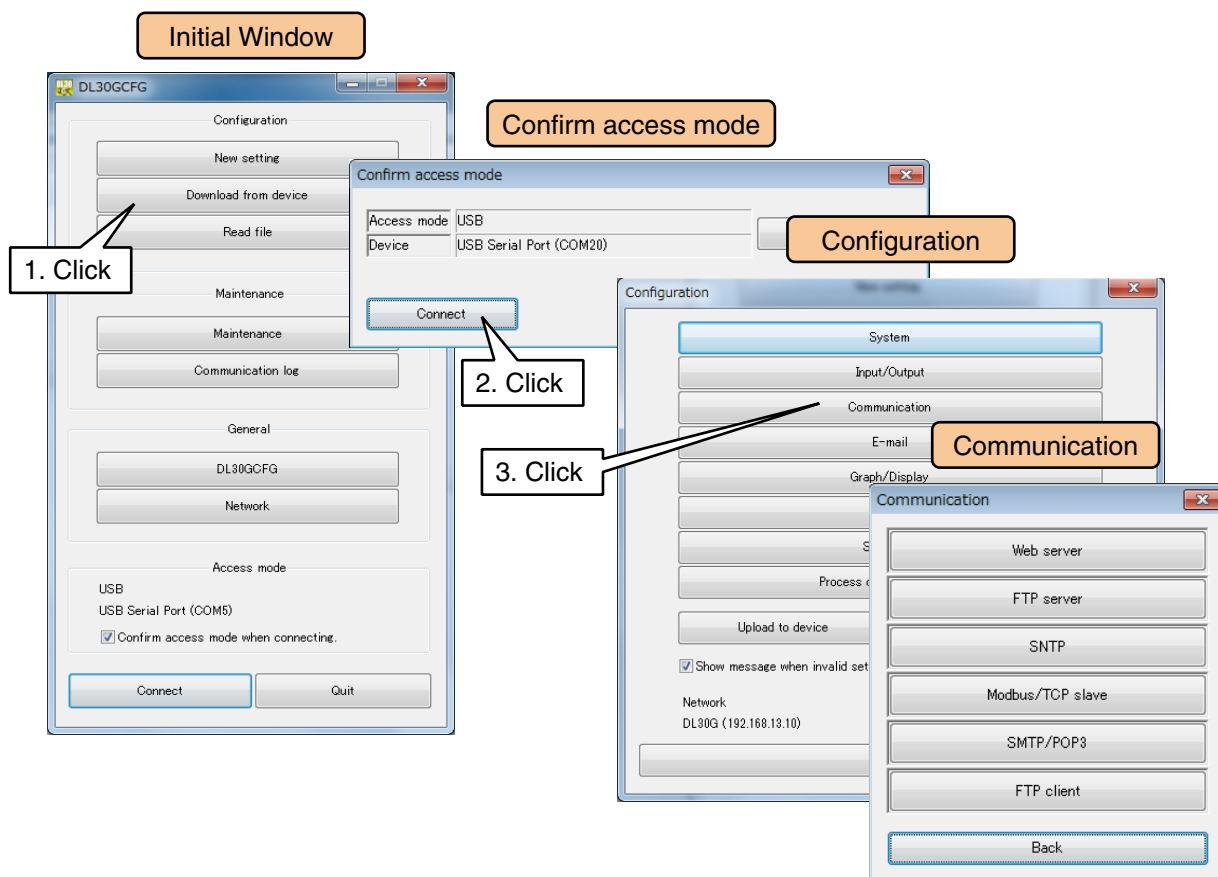 Initial Window
DL30GCFG
Configuration
New setting
Download from device
Read file
1. Click
Maintenance
Maintenance
Communication log
General
DL30GCFG
Network
Access mode
USB
USB Serial Port (COM5)
Confirm access mode when connecting.
Connect
Quit
Confirm access mode
Confirm access mode
Access mode
USB
Device
USB Serial Port (COM20)
Connect
2. Click
Configuration
Configuration
New setting
System
Input/Output
Communication
E-mail
Graph/Display
3. Click
S
Process
Upload to device
Show message when invalid set
Network
DL30G (192.168.13.10)
Communication
Communication
Web server
FTP server
SNTP
Modbus/TCP slave
SMTP/POP3
FTP client
Back